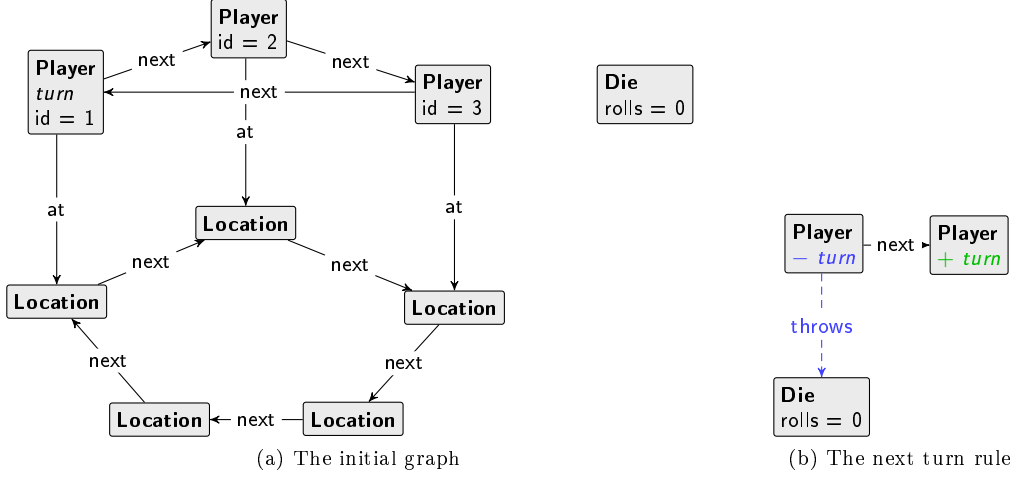 Player
id = 2
Player
turn
id = 1
next
next
Player
id = 3
next
Die
rolls = 0
at
at
at
Location
next
next
Location
Location
next
next
Location
next
Location
(a) The initial graph
Player
− turn
next
Player
+ turn
throws
Die
rolls = 0
(b) The next turn rule